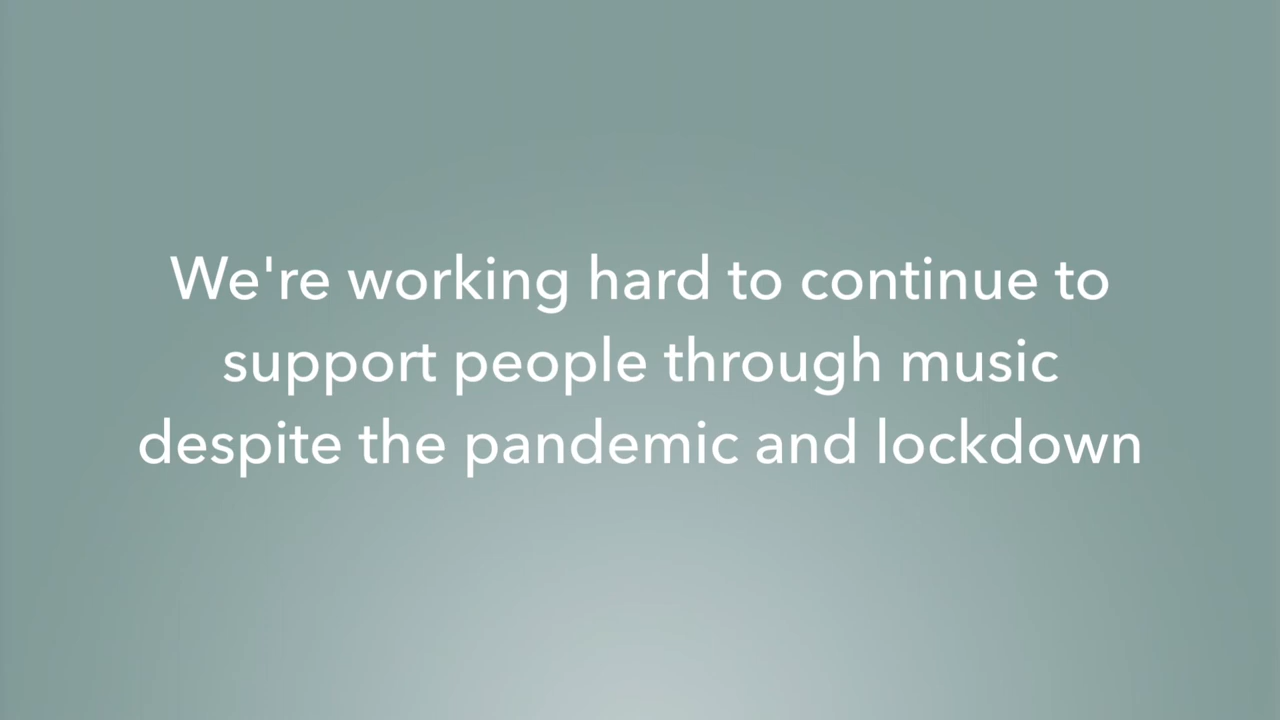 We're working hard to continue to
support people through music
despite the pandemic and lockdown